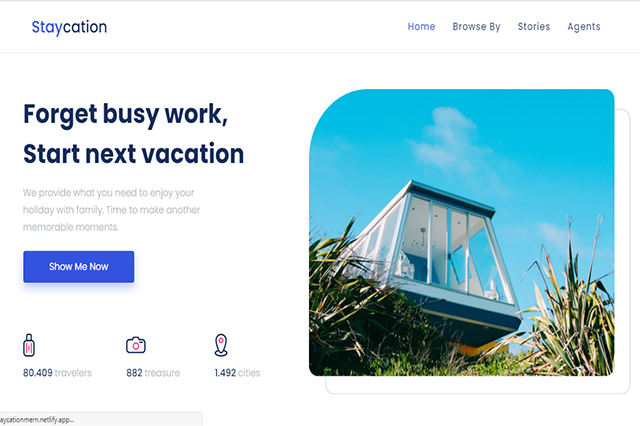 Staycation
Home Browse By Stories Agents
Forget busy work,
Start next vacation
We provide what you need to enjoy your
holiday with family. Time to make another
memorable moments.
Show Me Now
80.409 travelers 882 treasure 1.492 cities
aycationmern.netlify.app...